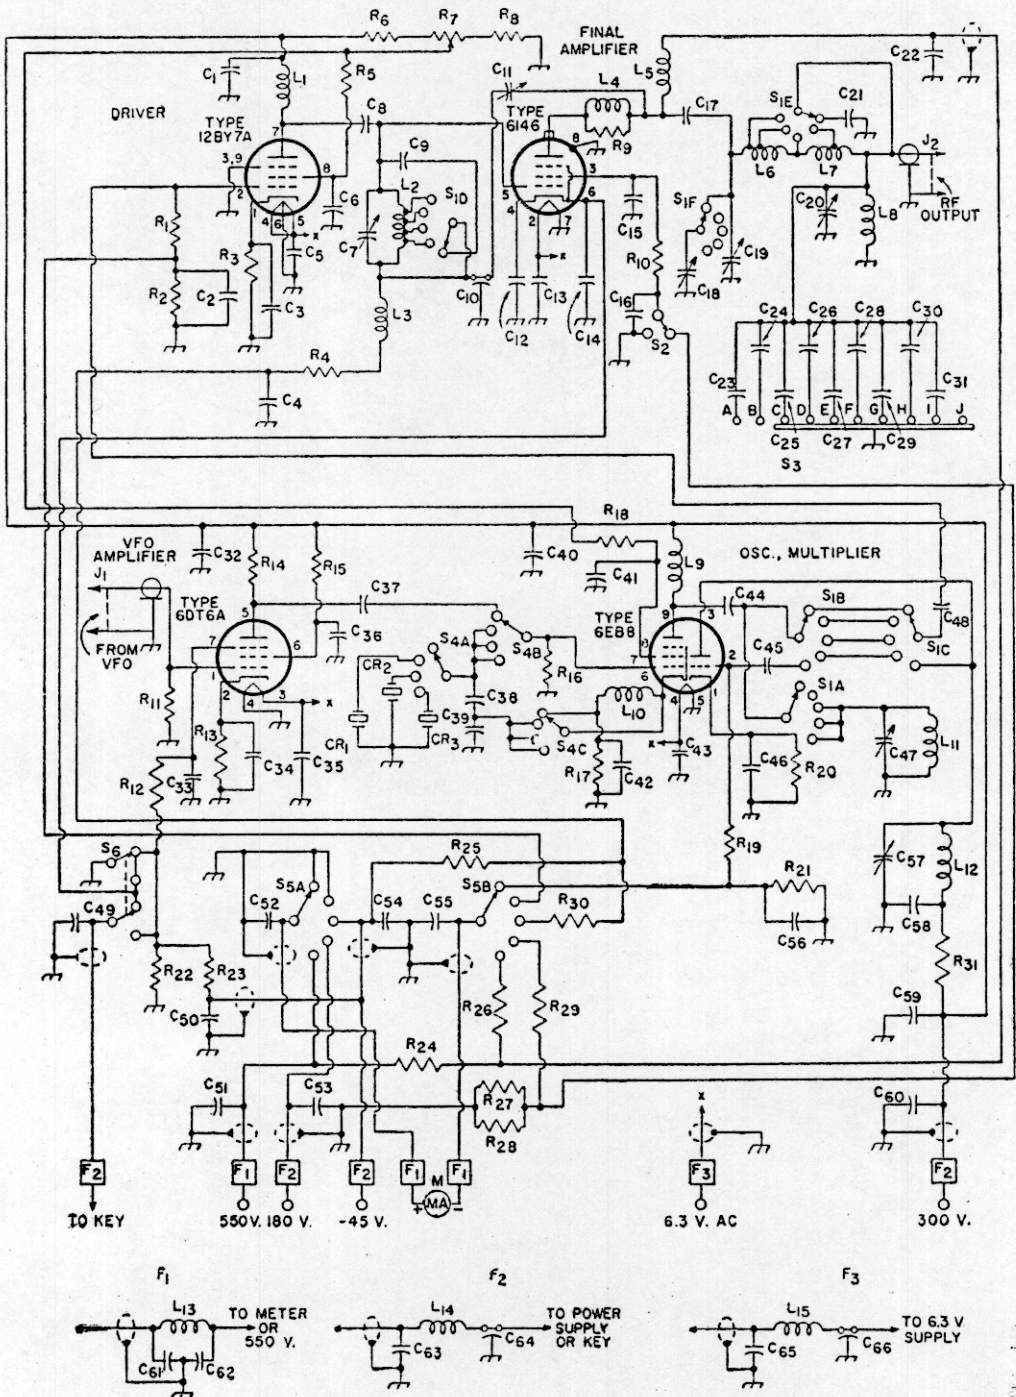 R6 R7 R8
FINAL
AMPLIFIER
C22
C1 L1 R5 C11 L4 L5
DRIVER
TYPE
12BY7A
C8
TYPE
6146
C17
S1E C21
7 8 R9 J2
3,9 8 C9 3 L6 L7
2 L2 5 6
RF
OUTPUT
1 4 6 5 C6 S1D 4 2 7 C15 S1F C20 L8
R1 x x
C5 C7 R10 C19
R3 C10 C13 C16 C18
R2 C2 C3 L3 C12 C14 S2 C24 C26 C28 C30
R4
C23 C31
C4
A B C D E F G H I J
C25 C27 C29
S3
R18
VFO
AMPLIFIER
C32 R14 R15 C40 L9 OSC., MULTIPLIER
J1 C41
TYPE
6DT6A
C37
TYPE
6EB8
C44 S1B C48
5 9 3
7 6 C36 S4A S4B 7 2 C45 S1C
FROM
VFO
1 CR2 6
2 4 3 x R16 4 5 1 S1A
R11 C38 L10
R13 C39
CR1 CR3 S4C x C43 C47 L11
R12 C33 C34 C35 R17 C42 C46 R20
R19
S6 R25 C57 L12
R21
S5A S5B
C49 C52 C54 C55 R30 C58
C56
R22 R23 R31
R26 R29
C50 C59
R24
C51 C53 R27 C60
x
R28
F2 F1 F2 F1 F1 F3 F2
M
+ MA −
TO KEY 550 V. 180 V. -45 V. 6.3 V. AC 300 V.
F1 F2 F3
L13 L14 L15
TO METER
OR
550 V.
TO POWER
SUPPLY
OR KEY
TO 6.3 V
SUPPLY
C61 C62 C63 C64 C65 C66